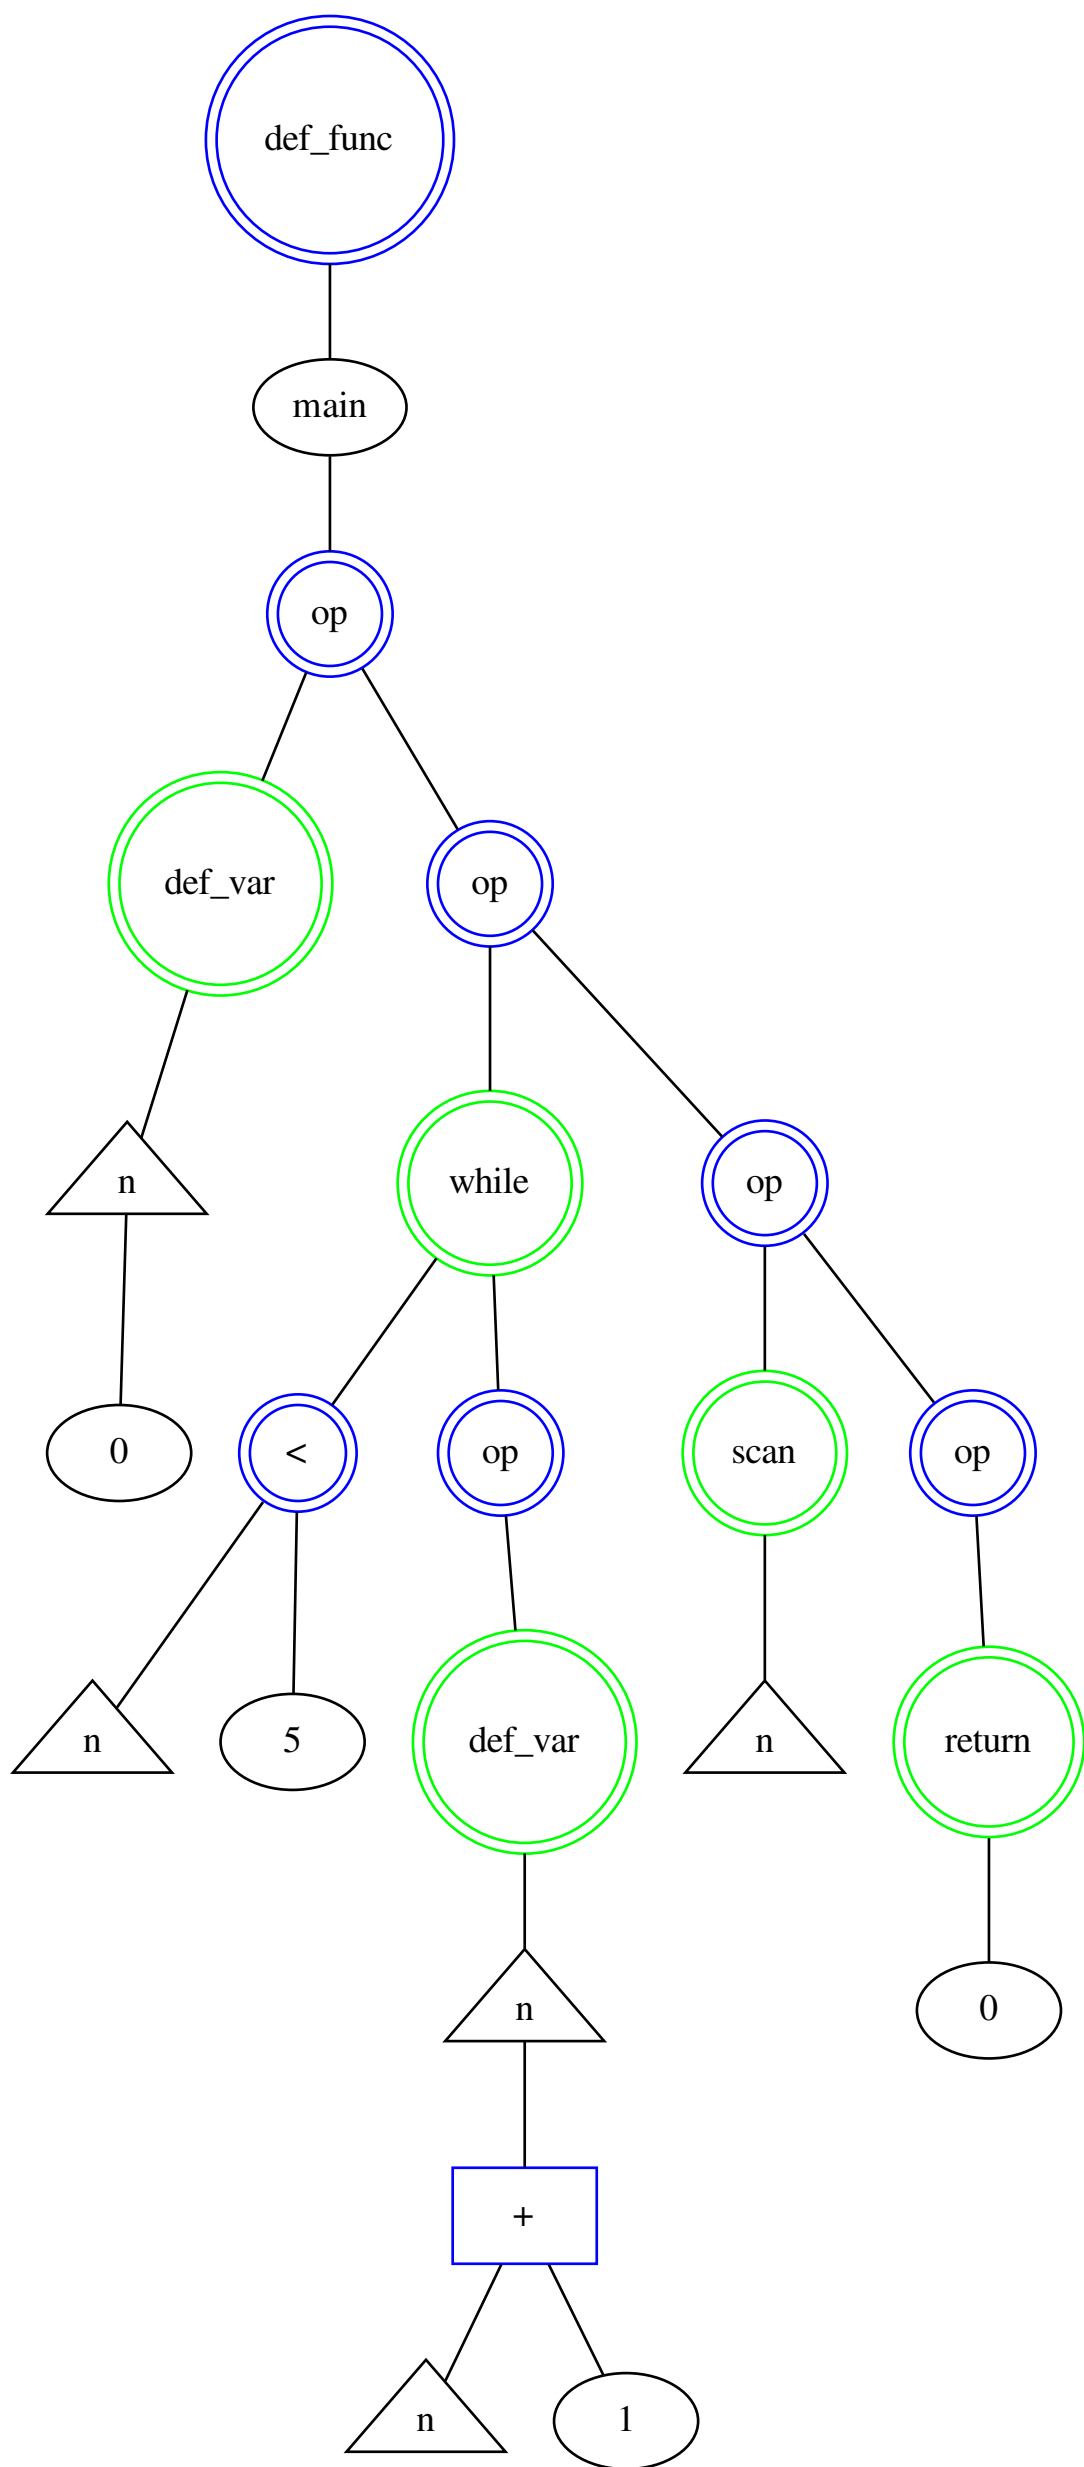 def_func
main
op
def_var
op
n
while
op
0
<
op
scan
op
n
5
def_var
n
return
n
0
+
n
1